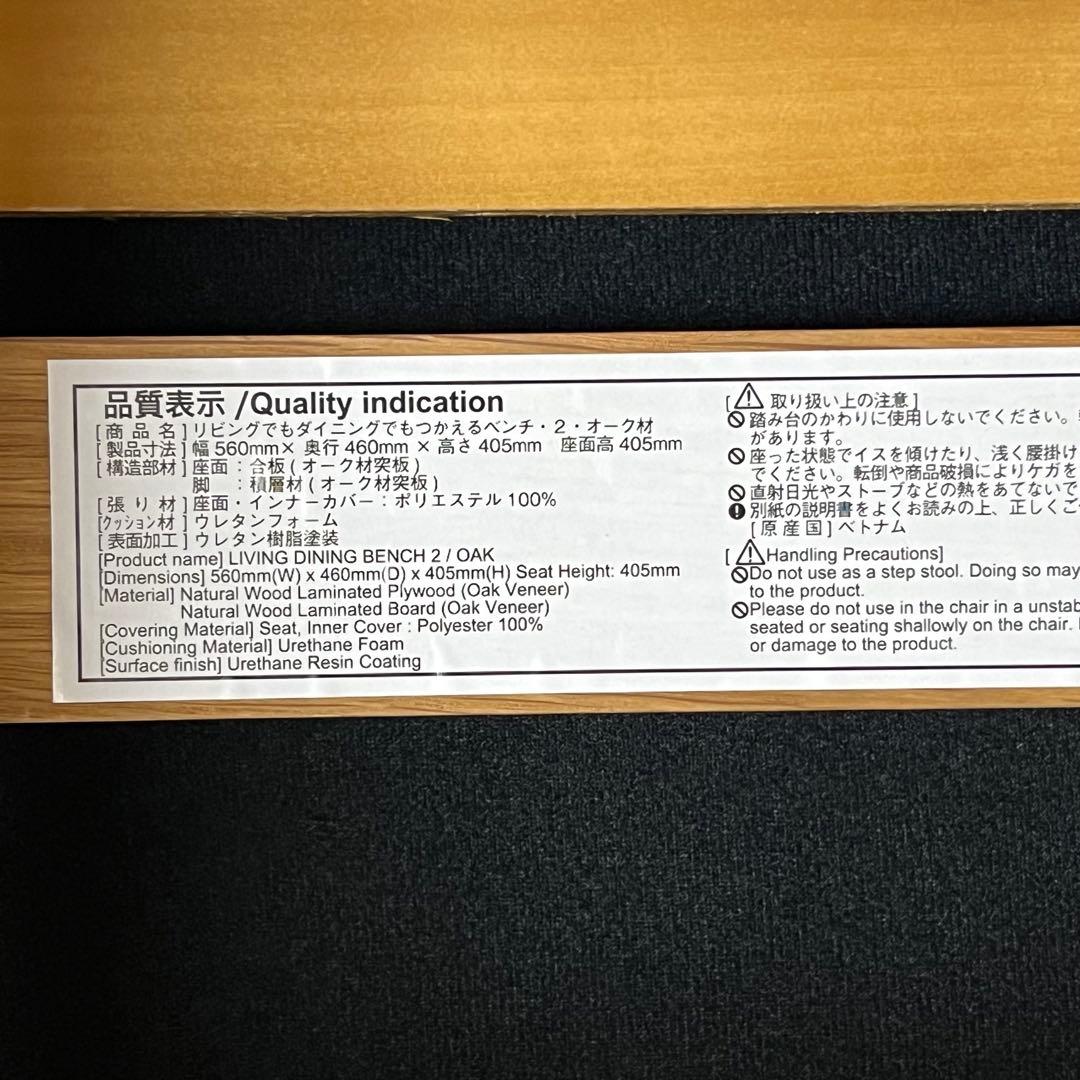 品質表示 /Quality indication
[商品名] リビングでもダイニングでもつかえるベンチ・2・オーク材
[製品寸法] 幅 560mm× 奥行 460mm × 高さ 405mm 座面高 405mm
[構造部材] 座面 : 合板 ( オーク材突板 )
脚 : 積層材 ( オーク材突板 )
[張り材] 座面・インナーカバー : ポリエステル 100%
[クッション材] ウレタンフォーム
[表面加工] ウレタン樹脂塗装
[Product name] LIVING DINING BENCH 2 / OAK
[Dimensions] 560mm(W) x 460mm(D) x 405mm(H) Seat Height: 405mm
[Material] Natural Wood Laminated Plywood (Oak Veneer)
Natural Wood Laminated Board (Oak Veneer)
[Covering Material] Seat, Inner Cover : Polyester 100%
[Cushioning Material] Urethane Foam
[Surface finish] Urethane Resin Coating
[⚠ 取り扱い上の注意]
踏み台のかわりに使用しないでください。
があります。
座った状態でイスを傾けたり、浅く腰掛け
でください。転倒や商品破損によりケガを
直射日光やストーブなどの熱をあてないで
別紙の説明書をよくお読みの上、正しくご
[原産国] ベトナム
[⚠Handling Precautions]
Do not use as a step stool. Doing so may
to the product.
Please do not use in the chair in a unstab
seated or seating shallowly on the chair.
or damage to the product.